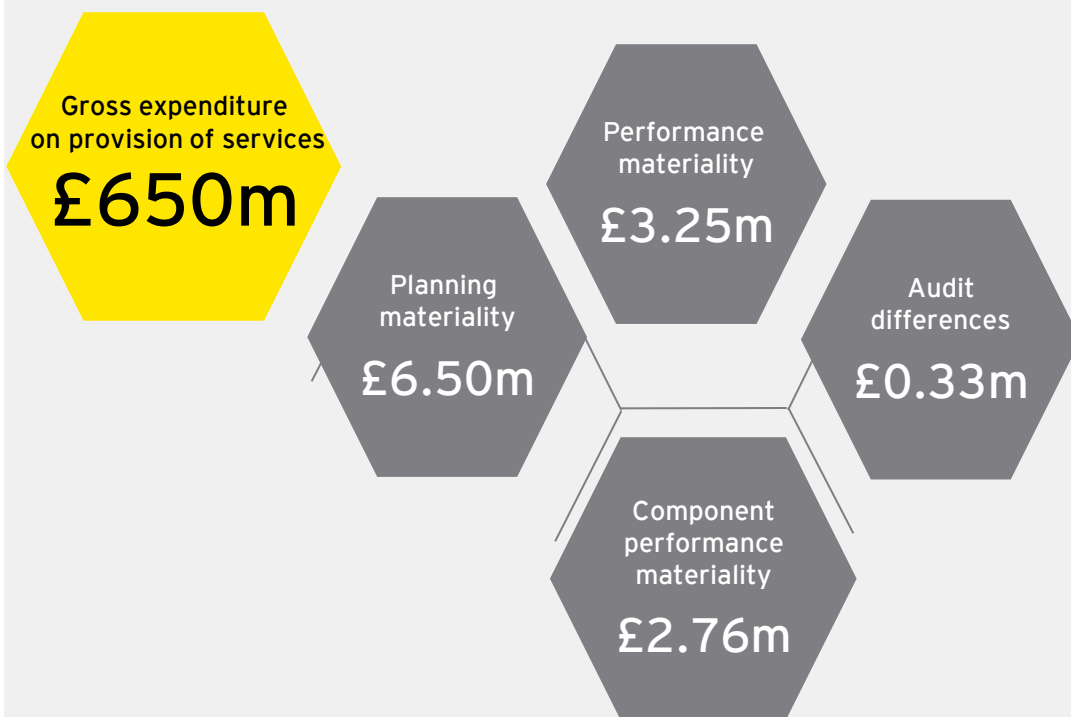 Gross expenditure
on provision of services
£650m
Planning
materiality
£6.50m
Performance
materiality
£3.25m
Audit
differences
£0.33m
Component
performance
materiality
£2.76m